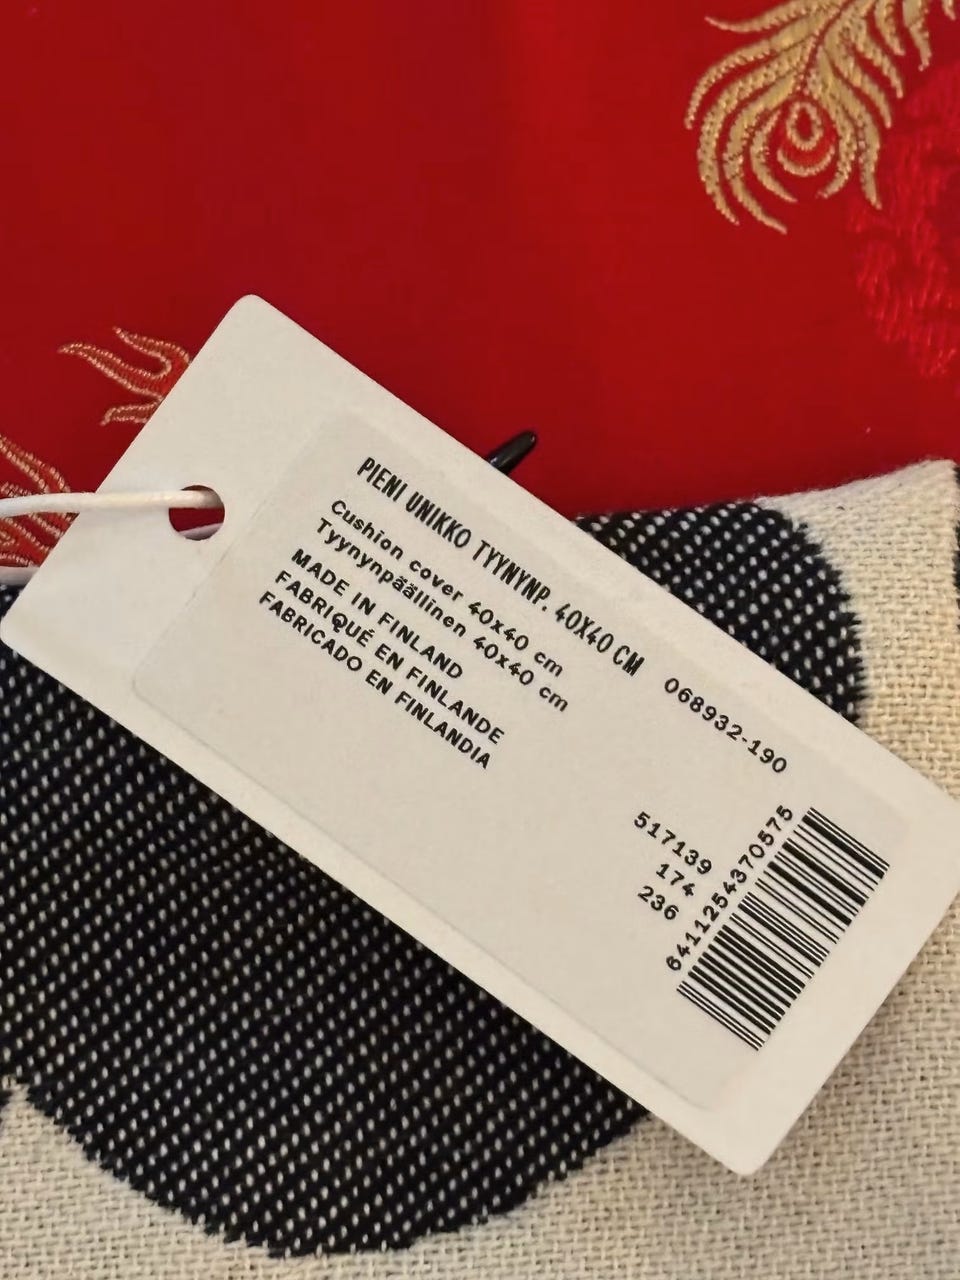 PIENI UNIKKO TYYNYNP. 40X40 CM
068932-190
Cushion cover 40x40 cm
Tyynynpäällinen 40x40 cm
MADE IN FINLAND
FABRIQUÉ EN FINLANDE
FABRICADO EN FINLANDIA
517139
174
236
6411254370575